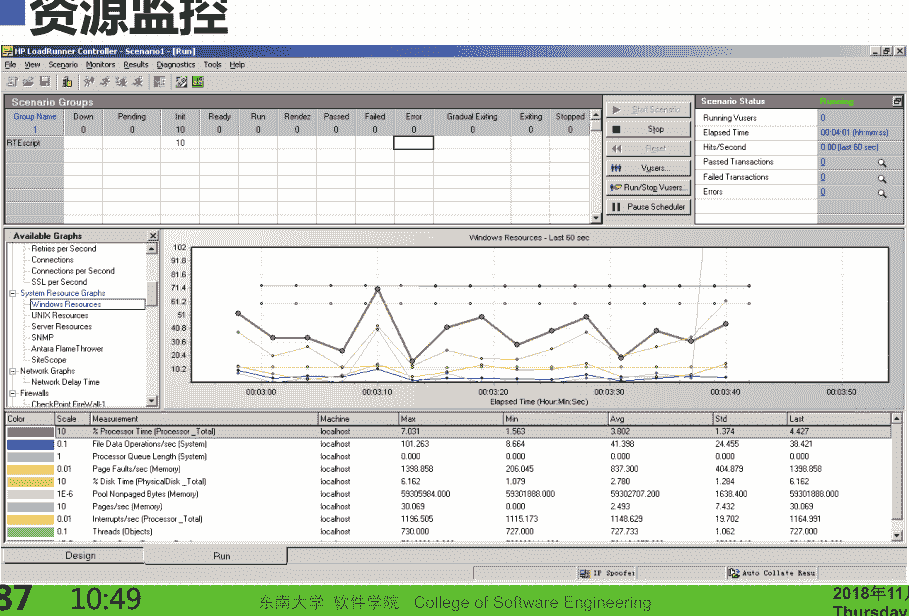 资源监控
HP LoadRunner Controller - Scenario1 - [Run]
File View Scenario Monitors Results Diagnostics Tools Help
Scenario Groups
Group Name Down Pending Init Ready Run Rendez Passed Failed Error Gradual Exiting Exiting Stopped
1 0 0 10 0 0 0 0 0 0 0 0 0
RTEscript 10
Start Scenario
Stop
Reset
Vusers...
Run/Stop Vusers...
Pause Scheduler
Scenario Status Running
Running Vusers 0
Elapsed Time 00:04:01 (hh:mm:ss)
Hits/Second 0.00 (last 60 sec)
Passed Transactions 0
Failed Transactions 0
Errors 0
Available Graphs
Retries per Second
Connections
Connections per Second
SSL per Second
System Resource Graphs
Windows Resources
UNIX Resources
Server Resources
SNMP
Antara FlameThrower
SiteScope
Network Graphs
Network Delay Time
Firewalls
CheckPoint FireWall-1
Windows Resources - Last 60 sec
102
91.8
81.6
71.4
61.2
51
40.8
30.6
20.4
10.2
00:03:00 00:03:10 00:03:20 00:03:30 00:03:40 00:03:50
Elapsed Time (Hour:Min:Sec)
Color Scale Measurement Machine Max Min Avg Std Last
10 % Processor Time (Processor _Total) localhost 7.031 1.563 3.802 1.374 4.427
0.1 File Data Operations/sec (System) localhost 101.263 8.664 41.398 24.455 38.421
1 Processor Queue Length (System) localhost 0.000 0.000 0.000 0.000 0.000
0.01 Page Faults/sec (Memory) localhost 1398.858 206.045 837.300 404.879 1398.858
10 % Disk Time (PhysicalDisk _Total) localhost 6.162 1.079 2.780 1.284 6.162
1E-6 Pool Nonpaged Bytes (Memory) localhost 59305984.000 59301888.000 59302707.200 1638.400 59301888.000
10 Pages/sec (Memory) localhost 30.069 0.000 2.493 7.432 30.069
0.01 Interrupts/sec (Processor _Total) localhost 1196.505 1115.173 1148.629 19.702 1164.991
0.1 Threads (Objects) localhost 730.000 727.000 727.733 1.062 727.000
Design Run
IP Spoofer Auto Collate Resu
87 10:49 东南大学 软件学院 College of Software Engineering 2018年11月
Thursday